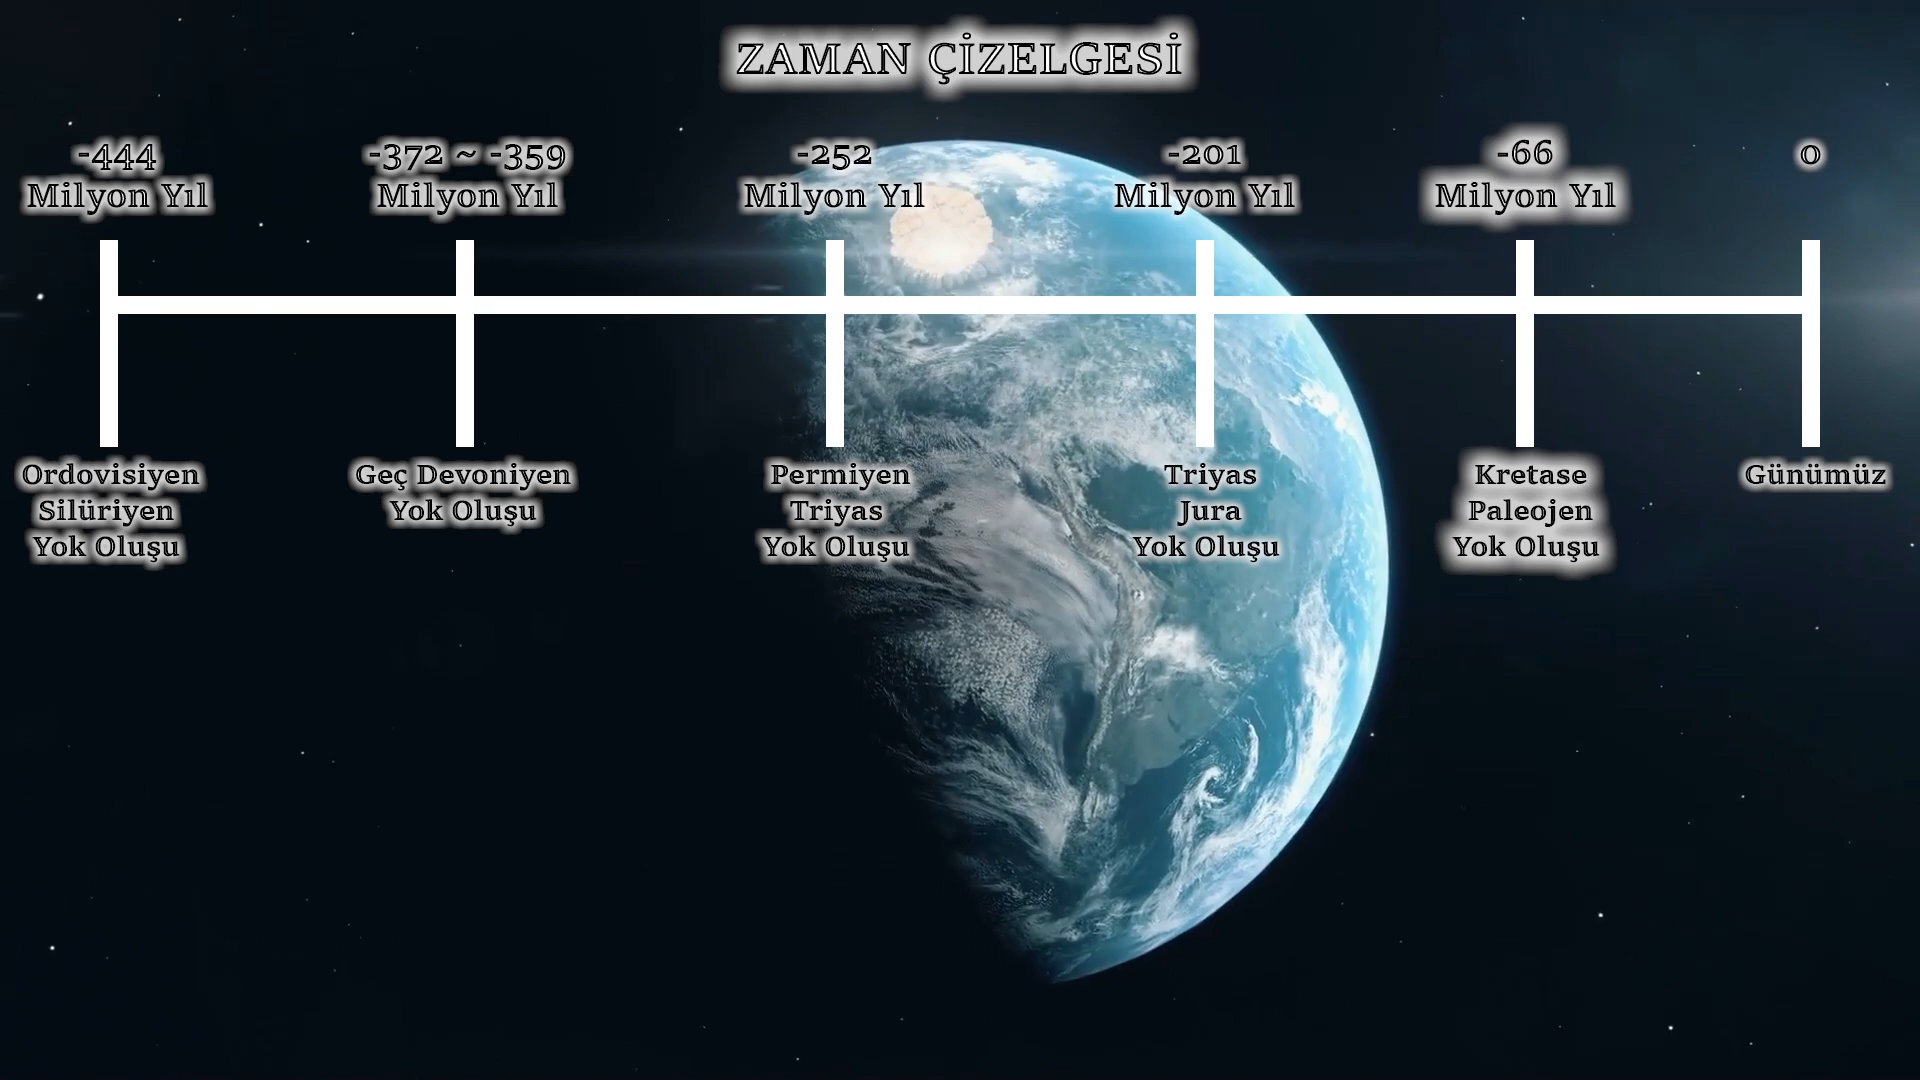 ZAMAN ÇİZELGESİ
-444
Milyon Yıl
-372 ~ -359
Milyon Yıl
-252
Milyon Yıl
-201
Milyon Yıl
-66
Milyon Yıl
0
Ordovisiyen
Silüriyen
Yok Oluşu
Geç Devoniyen
Yok Oluşu
Permiyen
Triyas
Yok Oluşu
Triyas
Jura
Yok Oluşu
Kretase
Paleojen
Yok Oluşu
Günümüz